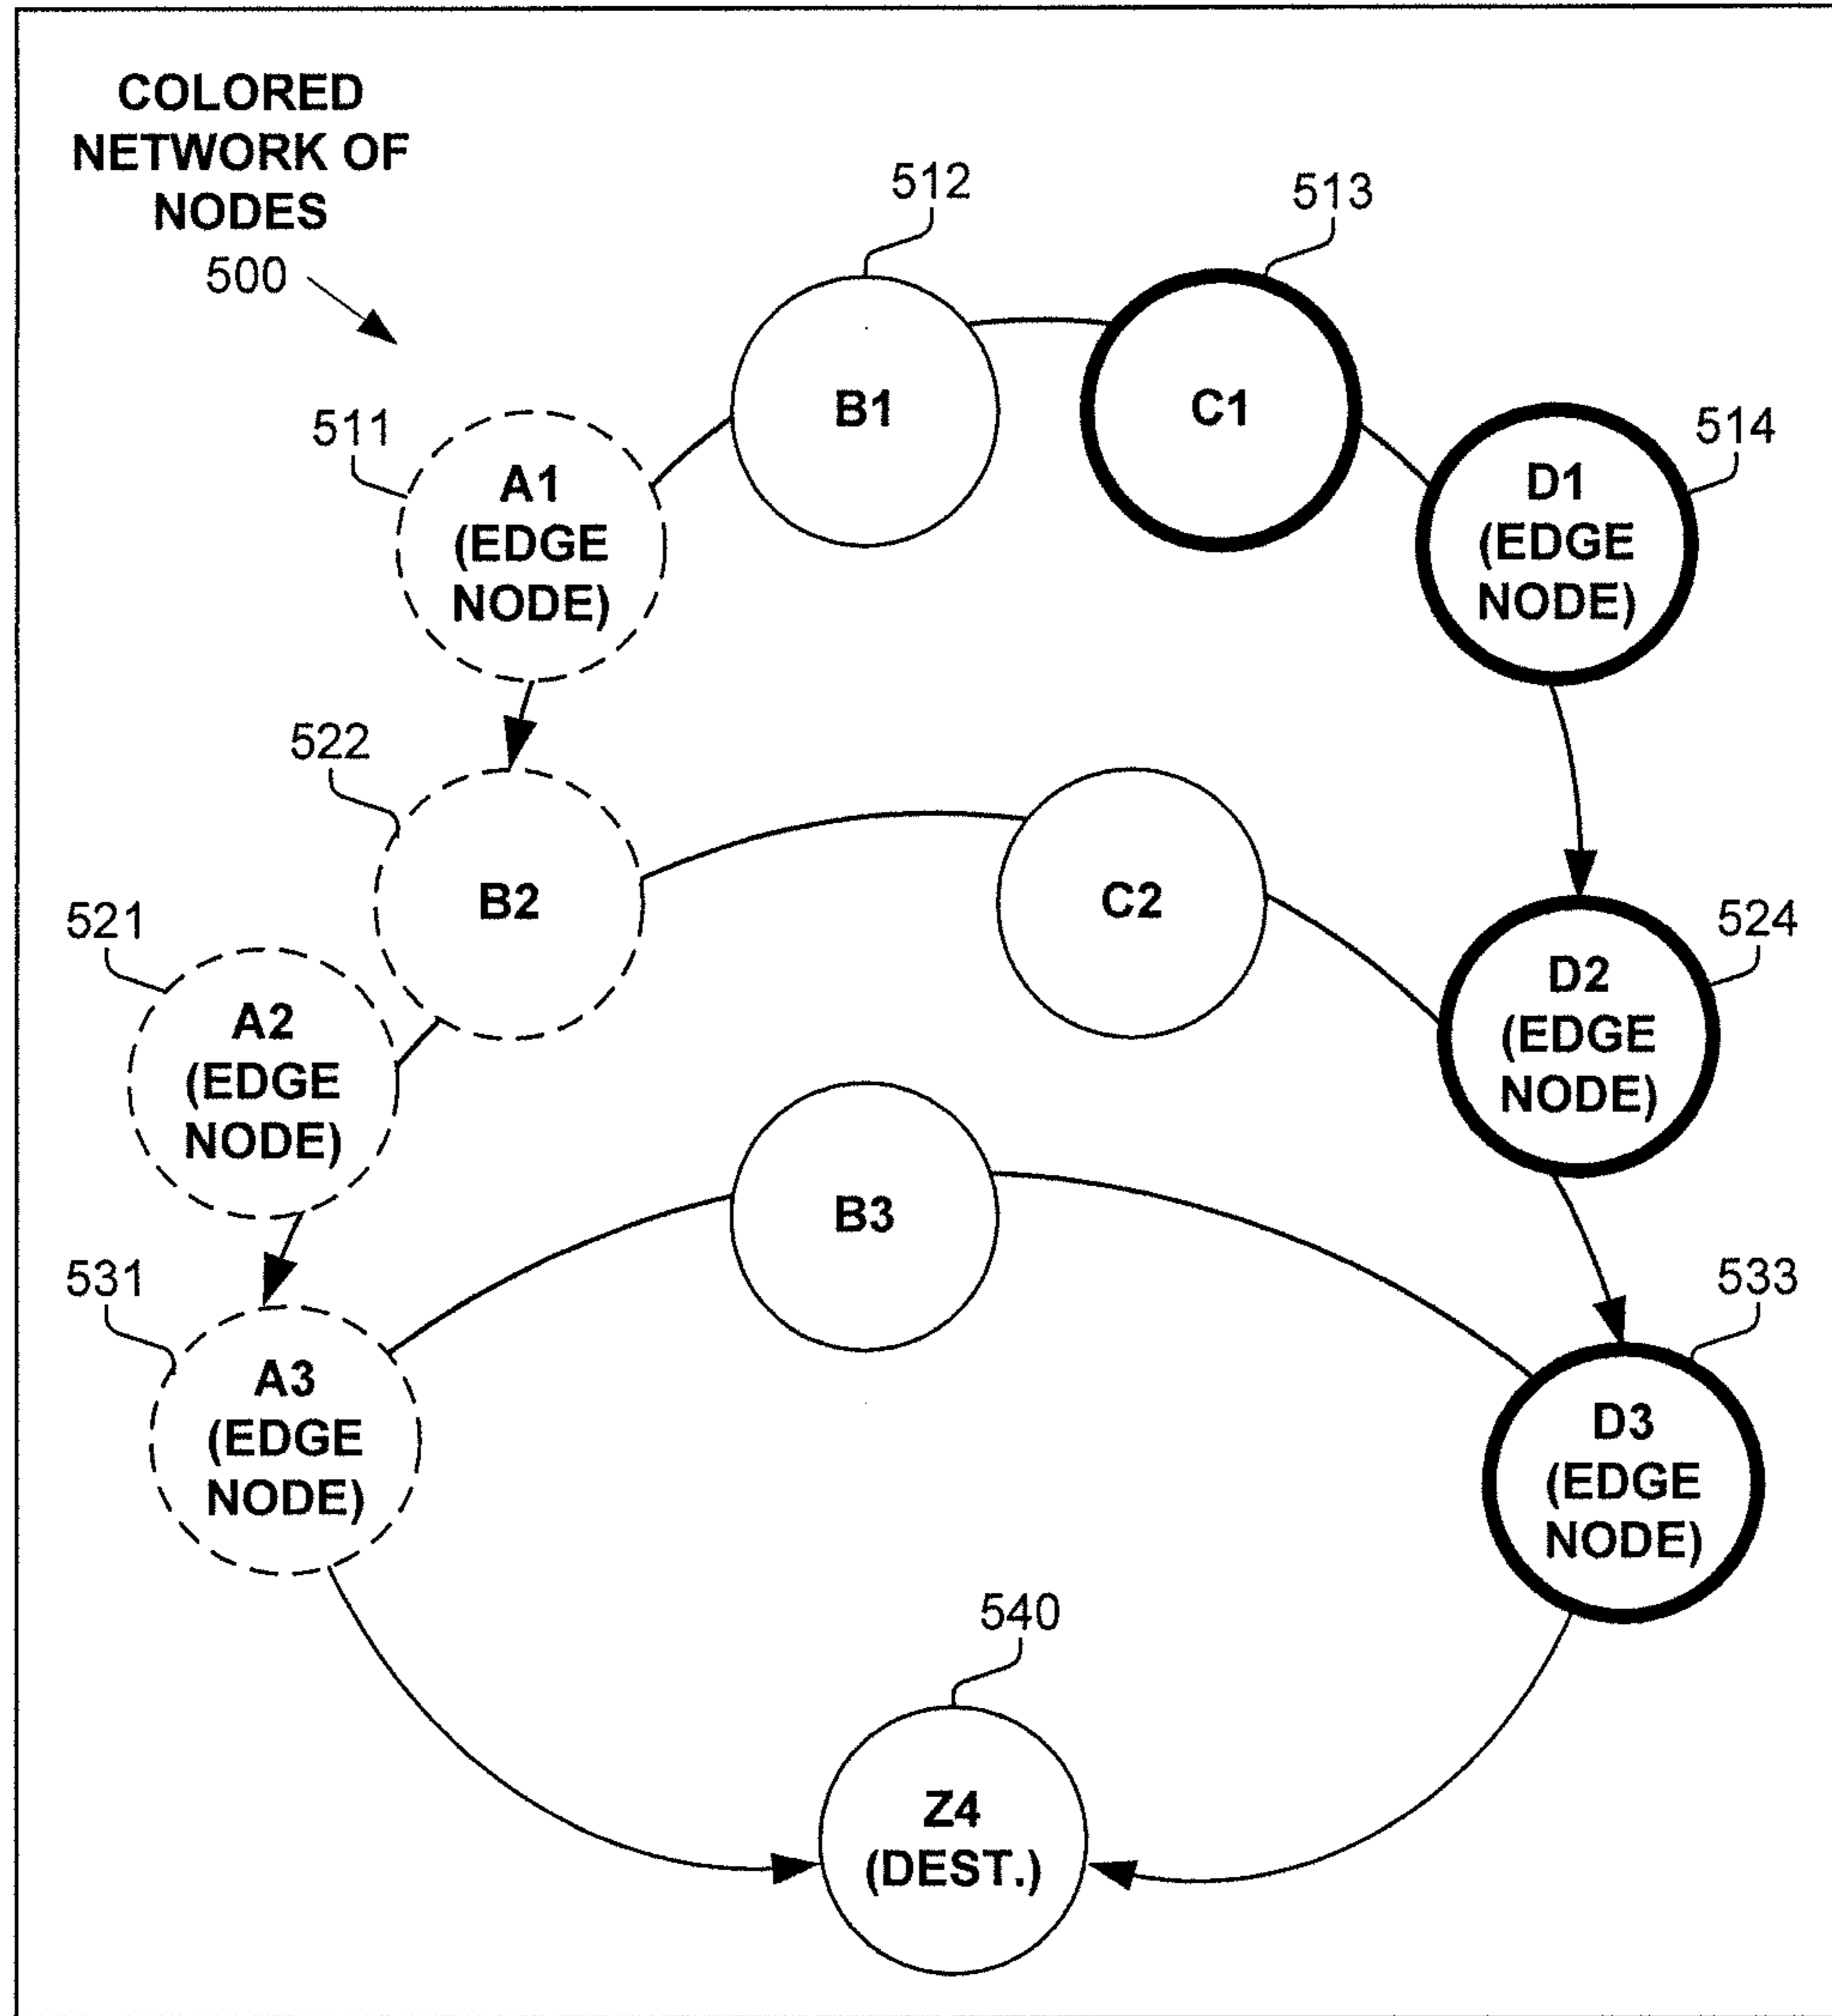 COLORED
NETWORK OF
NODES
500
512
513
511
514
B1
C1
A1
(EDGE
NODE)
D1
(EDGE
NODE)
522
B2
C2
521
524
A2
(EDGE
NODE)
D2
(EDGE
NODE)
B3
531
533
A3
(EDGE
NODE)
D3
(EDGE
NODE)
540
Z4
(DEST.)